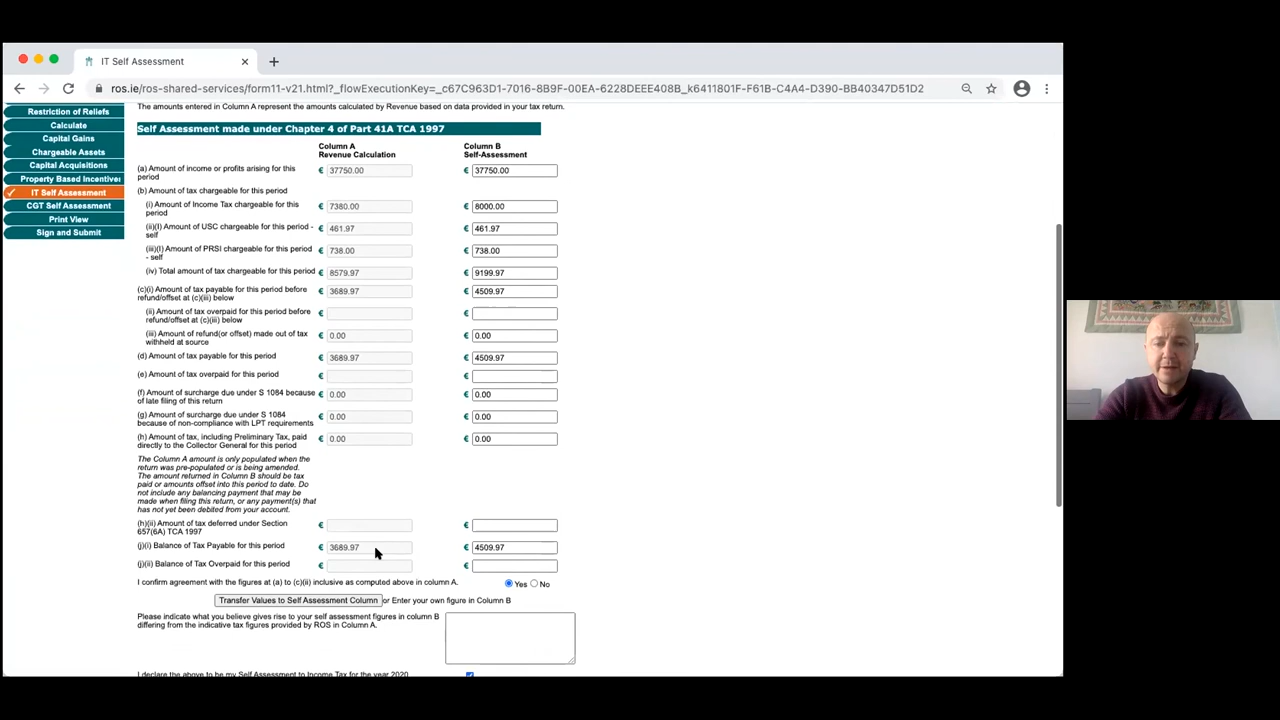 IT Self Assessment
ros.ie/ros-shared-services/form11-v21.html?_flowExecutionKey=_c67C963D1-7016-8B9F-00EA-6228DEEE408B_k6411801F-F61B-C4A4-D390-BB40347D51D2
Restriction of Reliefs
Calculate
Capital Gains
Chargeable Assets
Capital Acquisitions
Property Based Incentives
IT Self Assessment
CGT Self Assessment
Print View
Sign and Submit
The amounts entered in Column A represent the amounts calculated by Revenue based on data provided in your tax return.
Self Assessment made under Chapter 4 of Part 41A TCA 1997
Column A
Revenue Calculation
Column B
Self-Assessment
(a) Amount of income or profits arising for this
period
€ 37750.00 € 37750.00
(b) Amount of tax chargeable for this period
(i) Amount of Income Tax chargeable for this
period
€ 7380.00 € 8000.00
(ii)(I) Amount of USC chargeable for this period -
self
€ 461.97 € 461.97
(iii)(I) Amount of PRSI chargeable for this period
- self
€ 738.00 € 738.00
(iv) Total amount of tax chargeable for this period € 8579.97 € 9199.97
(c)(i) Amount of tax payable for this period before
refund/offset at (c)(iii) below
€ 3689.97 € 4509.97
(ii) Amount of tax overpaid for this period before
refund/offset at (c)(iii) below
€ €
(iii) Amount of refund(or offset) made out of tax
withheld at source
€ 0.00 € 0.00
(d) Amount of tax payable for this period € 3689.97 € 4509.97
(e) Amount of tax overpaid for this period € €
(f) Amount of surcharge due under S 1084 because
of late filing of this return
€ 0.00 € 0.00
(g) Amount of surcharge due under S 1084
because of non-compliance with LPT requirements
€ 0.00 € 0.00
(h) Amount of tax, including Preliminary Tax, paid
directly to the Collector General for this period
€ 0.00 € 0.00
The Column A amount is only populated when the
return was pre-populated or is being amended.
The amount returned in Column B should be tax
paid or amounts offset into this period to date. Do
not include any balancing payment that may be
made when filing this return, or any payment(s) that
has not yet been debited from your account.
(h)(ii) Amount of tax deferred under Section
657(6A) TCA 1997
€ €
(j)(i) Balance of Tax Payable for this period € 3689.97 € 4509.97
(j)(ii) Balance of Tax Overpaid for this period € €
I confirm agreement with the figures at (a) to (c)(ii) inclusive as computed above in column A. Yes No
Transfer Values to Self Assessment Column or Enter your own figure in Column B
Please indicate what you believe gives rise to your self assessment figures in column B
differing from the indicative tax figures provided by ROS in Column A.
I declare the above to be my Self Assessment to Income Tax for the year 2020